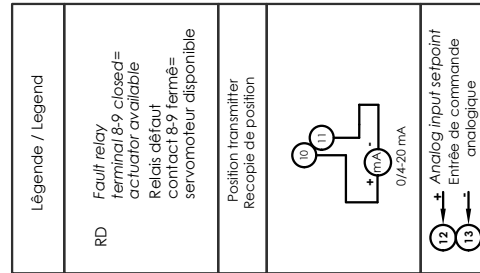 Légende / Legend
RD Fault relay
terminal 8-9 closed=
actuator available
Relais défaut
contact 8-9 fermé=
servomoteur disponible
Position transmitter
Recopie de position
10
11
+ mA -
0/4-20 mA
12 + Analog input setpoint
13 - Entrée de commande
analogique